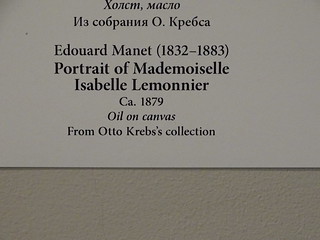 Холст, масло
Из собрания О. Кребса
Edouard Manet (1832–1883)
Portrait of Mademoiselle
Isabelle Lemonnier
Ca. 1879
Oil on canvas
From Otto Krebs's collection